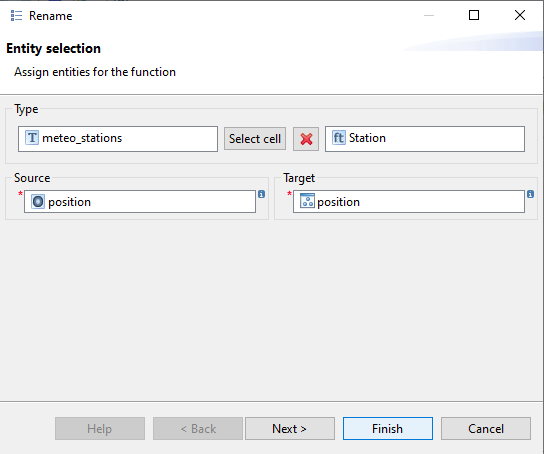 Rename
Entity selection
Assign entities for the function
Type
T meteo_stations
Select cell
ft Station
Source
Target
* position
* position
Help
< Back
Next >
Finish
Cancel